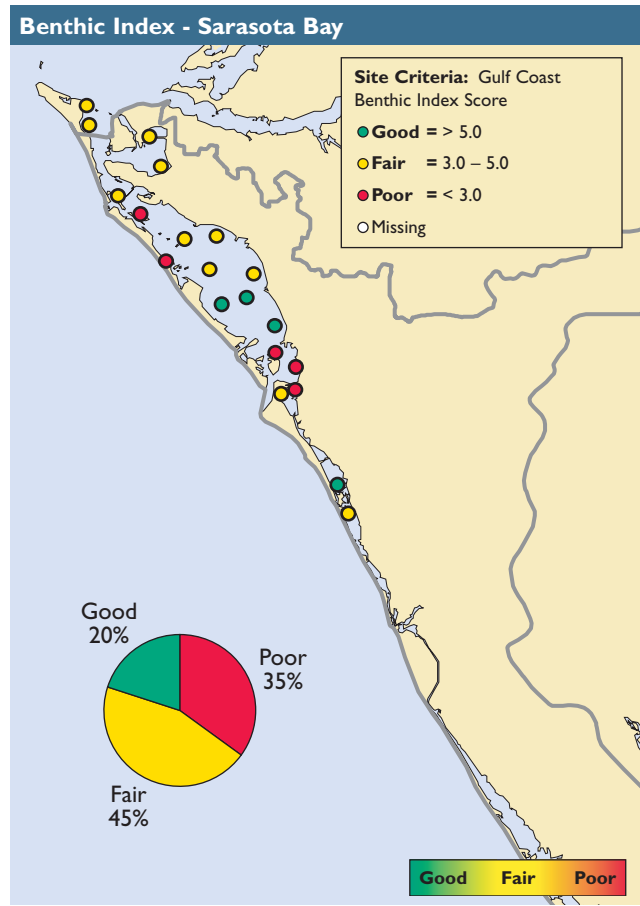 Benthic Index - Sarasota Bay
Site Criteria: Gulf Coast
Benthic Index Score
Good = > 5.0
Fair = 3.0 – 5.0
Poor = < 3.0
Missing
Good
20%
Poor
35%
Fair
45%
Good Fair Poor